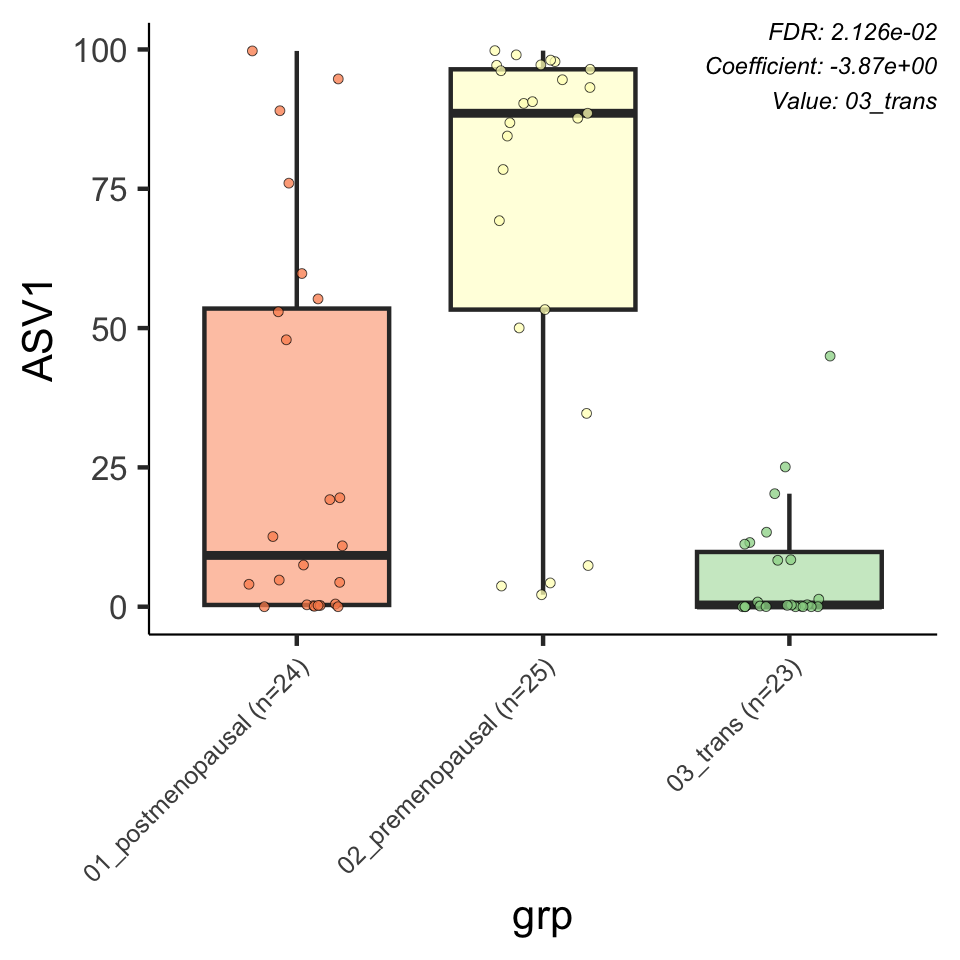 FDR: 2.126e-02
Coefficient: -3.87e+00
Value: 03_trans
100
75
50
25
0
ASV1
01_postmenopausal (n=24)
02_premenopausal (n=25)
03_trans (n=23)
grp